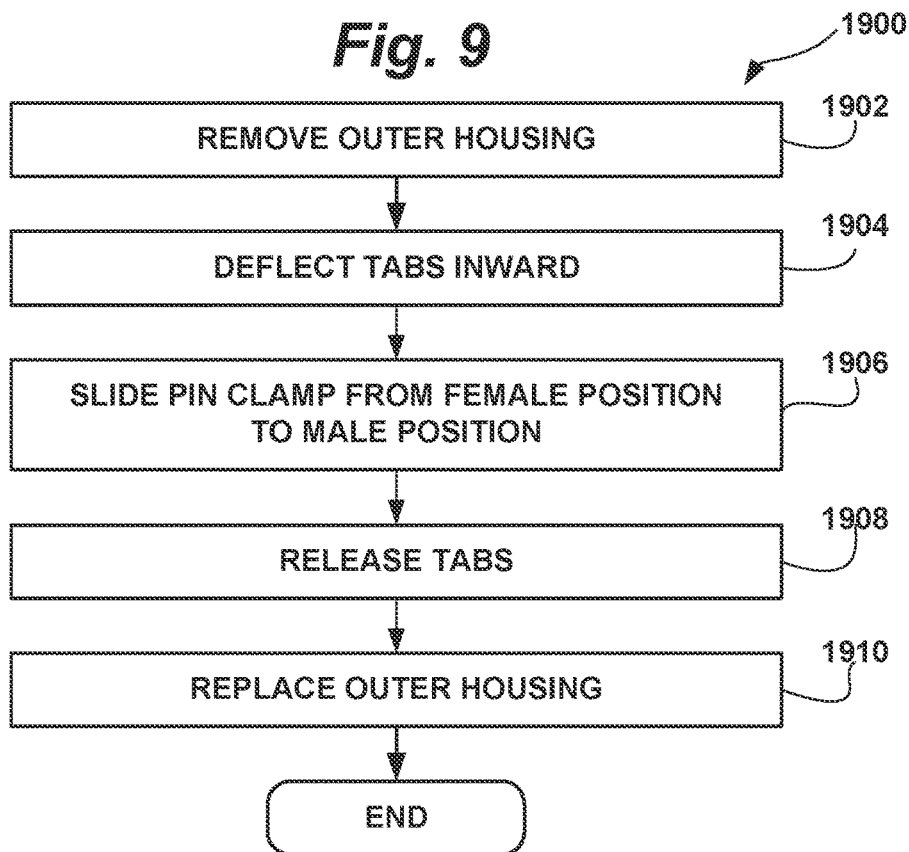 Fig. 9
1900
REMOVE OUTER HOUSING
1902
DEFLECT TABS INWARD
1904
SLIDE PIN CLAMP FROM FEMALE POSITION
TO MALE POSITION
1906
RELEASE TABS
1908
REPLACE OUTER HOUSING
1910
END